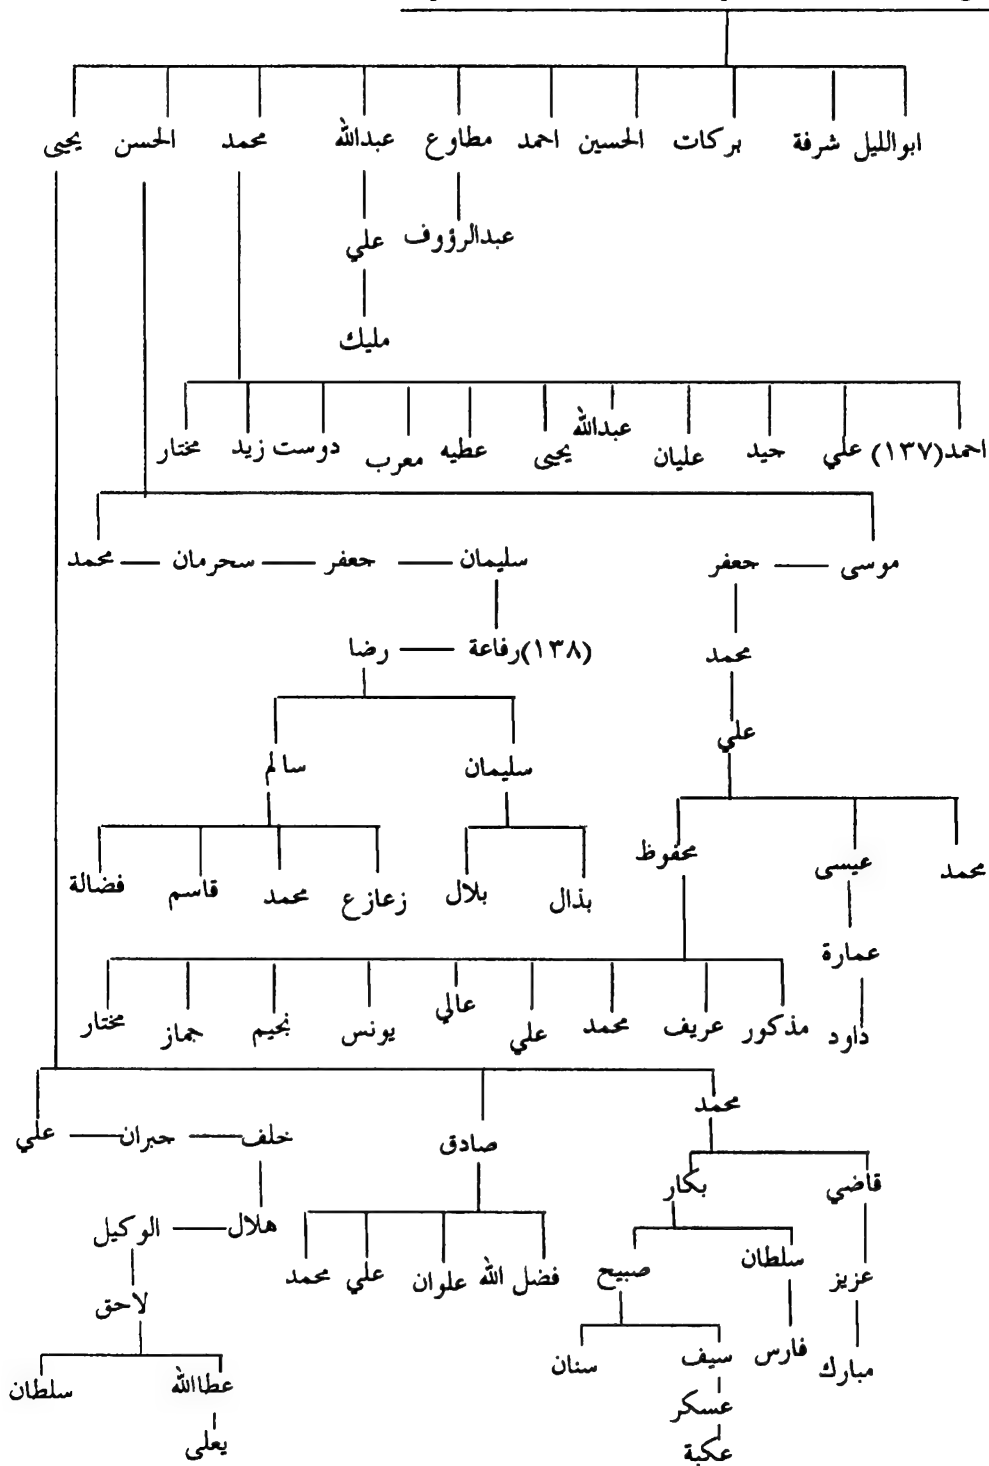 ابوالليل شرفة بركات الحسين احمد مطاوع عبدالله محمد الحسن يحيى
عبدالرؤوف علي
مليك
احمد (١٣٧) علي حيد عليان عبدالله يحيى عطيه معرب دوست زيد مختار
موسى — جعفر سليمان — جعفر — سحرمان — محمد
محمد (١٣٨) رفاعة — رضا
علي
سليمان سالم
محمد عيسى محفوظ
بذال بلال زعازع محمد قاسم فضالة
عمارة
داود مذكور عريف محمد علي عالي يونس نجيم جماز مختار
محمد
صادق خلف — جبران — علي
قاضي بكار
هلال — الوكيل
عزيز سلطان صبيح فضل الله علوان علي محمد
لاحق
مبارك فارس سيف سنان
عطاالله سلطان
عسكر
عكبة يعلى